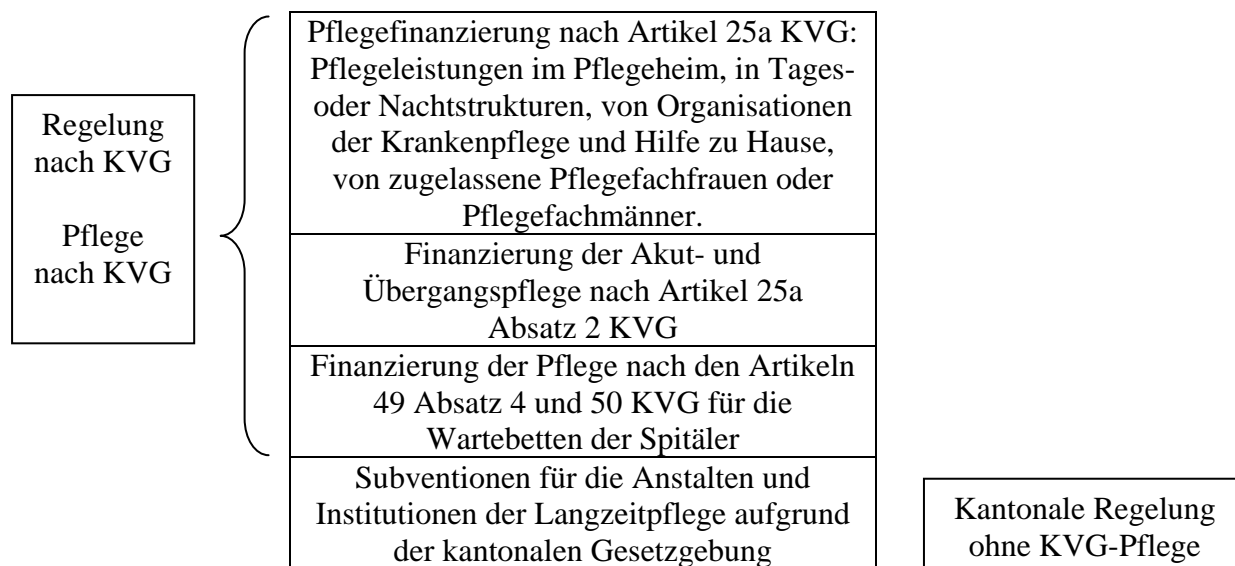 Regelung
nach KVG
Pflege
nach KVG
Pflegefinanzierung nach Artikel 25a KVG:
Pflegeleistungen im Pflegeheim, in Tages-
oder Nachtstrukturen, von Organisationen
der Krankenpflege und Hilfe zu Hause,
von zugelassene Pflegefachfrauen oder
Pflegefachmänner.
Finanzierung der Akut- und
Übergangspflege nach Artikel 25a
Absatz 2 KVG
Finanzierung der Pflege nach den Artikeln
49 Absatz 4 und 50 KVG für die
Wartebetten der Spitäler
Subventionen für die Anstalten und
Institutionen der Langzeitpflege aufgrund
der kantonalen Gesetzgebung
Kantonale Regelung
ohne KVG-Pflege